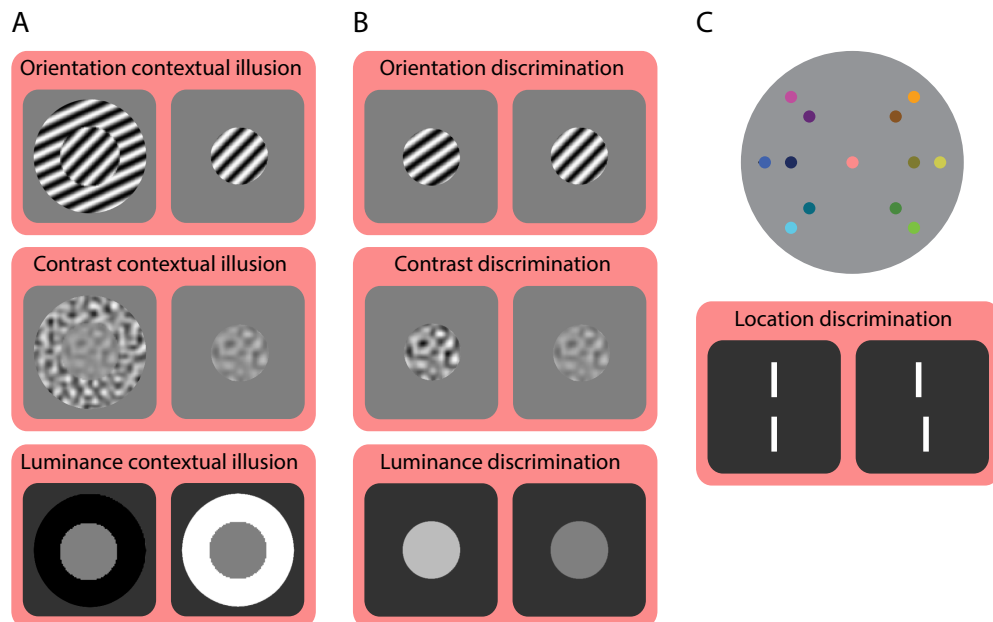 A
Orientation contextual illusion
Contrast contextual illusion
Luminance contextual illusion
B
Orientation discrimination
Contrast discrimination
Luminance discrimination
C
Location discrimination